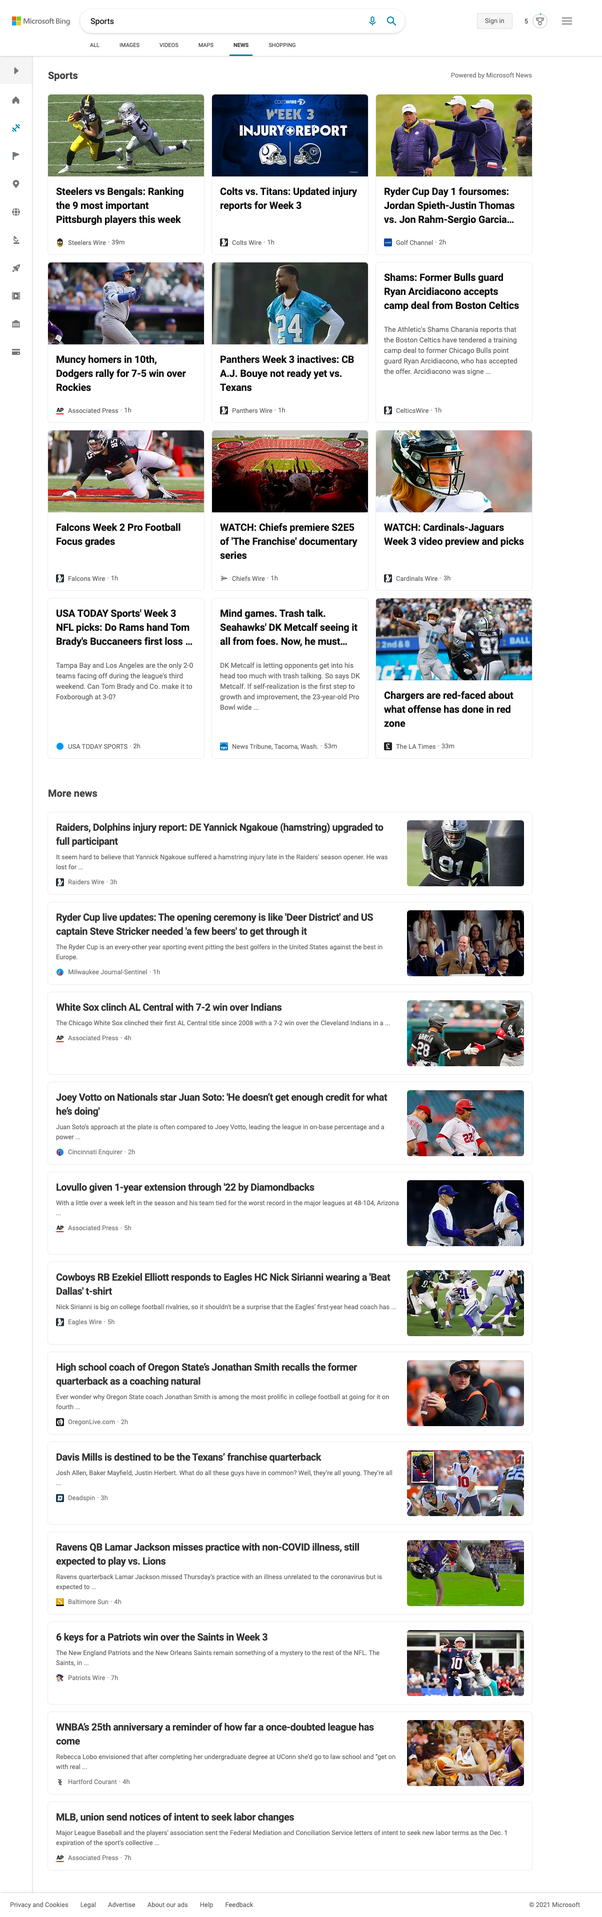 Microsoft Bing
Sports
Sign in
5
ALL
IMAGES
VIDEOS
MAPS
NEWS
SHOPPING
Sports
Powered by Microsoft News
Steelers vs Bengals: Ranking
the 9 most important
Pittsburgh players this week
Steelers Wire · 39m
WEEK 3
INJURY+REPORT
Colts vs. Titans: Updated injury
reports for Week 3
Colts Wire · 1h
Ryder Cup Day 1 foursomes:
Jordan Spieth-Justin Thomas
vs. Jon Rahm-Sergio Garcia...
Golf Channel · 2h
Muncy homers in 10th,
Dodgers rally for 7-5 win over
Rockies
AP Associated Press · 1h
24
Panthers Week 3 inactives: CB
A.J. Bouye not ready yet vs.
Texans
Panthers Wire · 1h
Shams: Former Bulls guard
Ryan Arcidiacono accepts
camp deal from Boston Celtics
The Athletic's Shams Charania reports that
the Boston Celtics have tendered a training
camp deal to former Chicago Bulls point
guard Ryan Arcidiacono, who has accepted
the offer. Arcidiacono was signe ...
CelticsWire · 1h
Falcons Week 2 Pro Football
Focus grades
Falcons Wire · 1h
WATCH: Chiefs premiere S2E5
of 'The Franchise' documentary
series
Chiefs Wire · 1h
WATCH: Cardinals-Jaguars
Week 3 video preview and picks
Cardinals Wire · 3h
USA TODAY Sports' Week 3
NFL picks: Do Rams hand Tom
Brady's Buccaneers first loss ...
Tampa Bay and Los Angeles are the only 2-0
teams facing off during the league's third
weekend. Can Tom Brady and Co. make it to
Foxborough at 3-0?
USA TODAY SPORTS · 2h
Mind games. Trash talk.
Seahawks' DK Metcalf seeing it
all from foes. Now, he must...
DK Metcalf is letting opponents get into his
head too much with trash talking. So says DK
Metcalf. If self-realization is the first step to
growth and improvement, the 23-year-old Pro
Bowl wide ...
News Tribune, Tacoma, Wash. · 53m
2nd&8
BALL
97
Chargers are red-faced about
what offense has done in red
zone
The LA Times · 33m
More news
Raiders, Dolphins injury report: DE Yannick Ngakoue (hamstring) upgraded to
full participant
It seem hard to believe that Yannick Ngakoue suffered a hamstring injury late in the Raiders' season opener. He was
lost for ...
Raiders Wire · 3h
91
Ryder Cup live updates: The opening ceremony is like 'Deer District' and US
captain Steve Stricker needed 'a few beers' to get through it
The Ryder Cup is an every-other year sporting event pitting the best golfers in the United States against the best in
Europe.
Milwaukee Journal-Sentinel · 1h
White Sox clinch AL Central with 7-2 win over Indians
The Chicago White Sox clinched their first AL Central title since 2008 with a 7-2 win over the Cleveland Indians in a ...
AP Associated Press · 4h
28
Joey Votto on Nationals star Juan Soto: 'He doesn't get enough credit for what
he's doing'
Juan Soto's approach at the plate is often compared to Joey Votto, leading the league in on-base percentage and a
power ...
Cincinnati Enquirer · 2h
22
Lovullo given 1-year extension through '22 by Diamondbacks
With a little over a week left in the season and his team tied for the worst record in the major leagues at 48-104, Arizona
...
AP Associated Press · 5h
Cowboys RB Ezekiel Elliott responds to Eagles HC Nick Sirianni wearing a 'Beat
Dallas' t-shirt
Nick Sirianni is big on college football rivalries, so it shouldn't be a surprise that the Eagles' first-year head coach has ...
Eagles Wire · 5h
21
High school coach of Oregon State's Jonathan Smith recalls the former
quarterback as a coaching natural
Ever wonder why Oregon State coach Jonathan Smith is among the most prolific in college football at going for it on
fourth ...
OregonLive.com · 2h
Davis Mills is destined to be the Texans' franchise quarterback
Josh Allen, Baker Mayfield, Justin Herbert. What do all these guys have in common? Well, they're all young. They're all
...
Deadspin · 3h
10
22
Ravens QB Lamar Jackson misses practice with non-COVID illness, still
expected to play vs. Lions
Ravens quarterback Lamar Jackson missed Thursday's practice with an illness unrelated to the coronavirus but is
expected to ...
Baltimore Sun · 4h
6 keys for a Patriots win over the Saints in Week 3
The New England Patriots and the New Orleans Saints remain something of a mystery to the rest of the NFL. The
Saints, in ...
Patriots Wire · 7h
10
WNBA's 25th anniversary a reminder of how far a once-doubted league has
come
Rebecca Lobo envisioned that after completing her undergraduate degree at UConn she'd go to law school and "get on
with real ...
Hartford Courant · 4h
MLB, union send notices of intent to seek labor changes
Major League Baseball and the players' association sent the Federal Mediation and Conciliation Service letters of intent to seek new labor terms as the Dec. 1
expiration of the sport's collective ...
AP Associated Press · 7h
Privacy and Cookies
Legal
Advertise
About our ads
Help
Feedback
© 2021 Microsoft